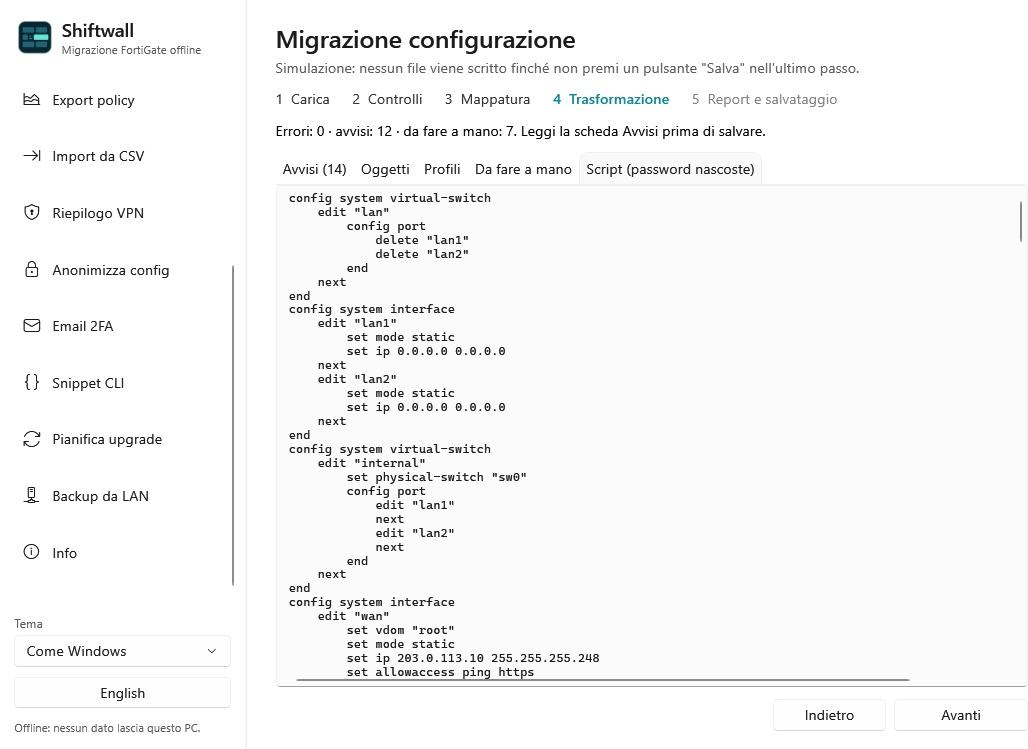 Shiftwall
Migrazione FortiGate offline
Export policy
Import da CSV
Riepilogo VPN
Anonimizza config
Email 2FA
Snippet CLI
Pianifica upgrade
Backup da LAN
Info
Tema
Come Windows
English
Offline: nessun dato lascia questo PC.
Migrazione configurazione
Simulazione: nessun file viene scritto finché non premi un pulsante "Salva" nell'ultimo passo.
1 Carica 2 Controlli 3 Mappatura 4 Trasformazione 5 Report e salvataggio
Errori: 0 · avvisi: 12 · da fare a mano: 7. Leggi la scheda Avvisi prima di salvare.
Avvisi (14) Oggetti Profili Da fare a mano Script (password nascoste)
config system virtual-switch
    edit "lan"
        config port
            delete "lan1"
            delete "lan2"
        end
    next
end
config system interface
    edit "lan1"
        set mode static
        set ip 0.0.0.0 0.0.0.0
    next
    edit "lan2"
        set mode static
        set ip 0.0.0.0 0.0.0.0
    next
end
config system virtual-switch
    edit "internal"
        set physical-switch "sw0"
        config port
            edit "lan1"
            next
            edit "lan2"
            next
        end
    next
end
config system interface
    edit "wan"
        set vdom "root"
        set mode static
        set ip 203.0.113.10 255.255.255.248
        set allowaccess ping https
Indietro Avanti